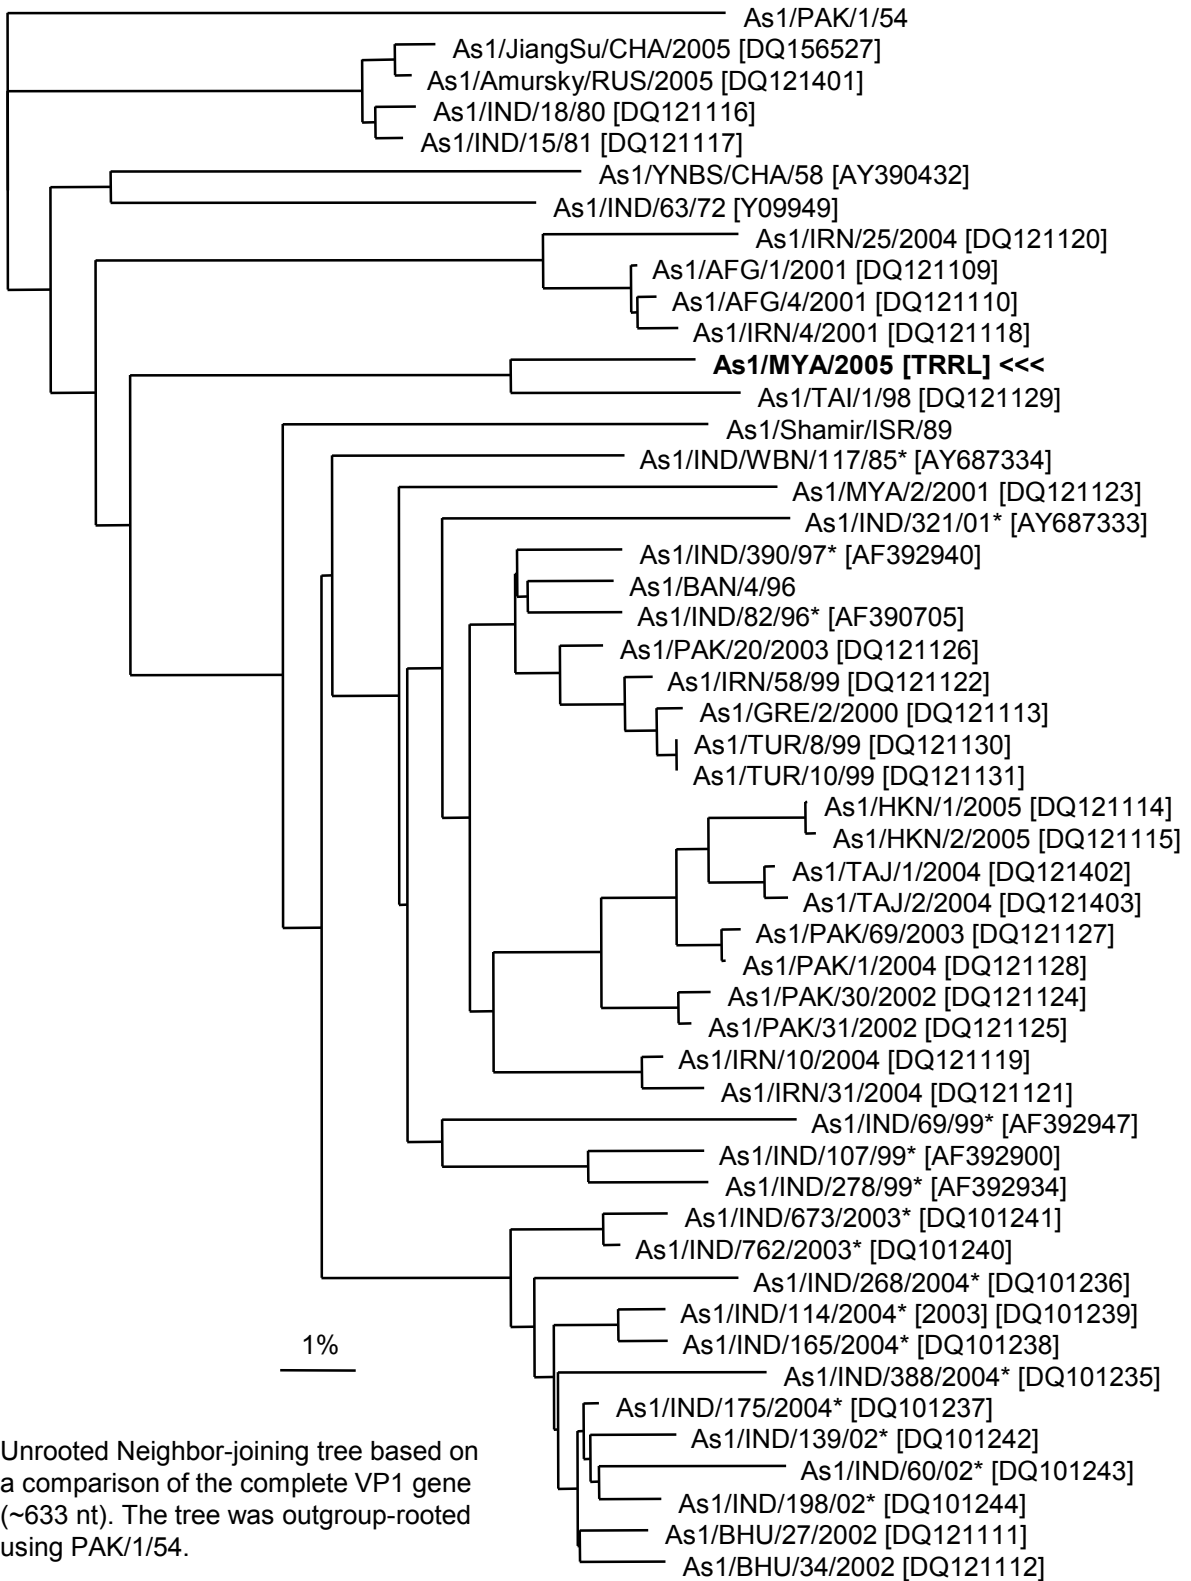 As1/PAK/1/54
As1/JiangSu/CHA/2005 [DQ156527]
As1/Amursky/RUS/2005 [DQ121401]
As1/IND/18/80 [DQ121116]
As1/IND/15/81 [DQ121117]
As1/YNBS/CHA/58 [AY390432]
As1/IND/63/72 [Y09949]
As1/IRN/25/2004 [DQ121120]
As1/AFG/1/2001 [DQ121109]
As1/AFG/4/2001 [DQ121110]
As1/IRN/4/2001 [DQ121118]
As1/MYA/2005 [TRRL] <<<
As1/TAI/1/98 [DQ121129]
As1/Shamir/ISR/89
As1/IND/WBN/117/85* [AY687334]
As1/MYA/2/2001 [DQ121123]
As1/IND/321/01* [AY687333]
As1/IND/390/97* [AF392940]
As1/BAN/4/96
As1/IND/82/96* [AF390705]
As1/PAK/20/2003 [DQ121126]
As1/IRN/58/99 [DQ121122]
As1/GRE/2/2000 [DQ121113]
As1/TUR/8/99 [DQ121130]
As1/TUR/10/99 [DQ121131]
As1/HKN/1/2005 [DQ121114]
As1/HKN/2/2005 [DQ121115]
As1/TAJ/1/2004 [DQ121402]
As1/TAJ/2/2004 [DQ121403]
As1/PAK/69/2003 [DQ121127]
As1/PAK/1/2004 [DQ121128]
As1/PAK/30/2002 [DQ121124]
As1/PAK/31/2002 [DQ121125]
As1/IRN/10/2004 [DQ121119]
As1/IRN/31/2004 [DQ121121]
As1/IND/69/99* [AF392947]
As1/IND/107/99* [AF392900]
As1/IND/278/99* [AF392934]
As1/IND/673/2003* [DQ101241]
As1/IND/762/2003* [DQ101240]
As1/IND/268/2004* [DQ101236]
As1/IND/114/2004* [2003] [DQ101239]
As1/IND/165/2004* [DQ101238]
As1/IND/388/2004* [DQ101235]
As1/IND/175/2004* [DQ101237]
As1/IND/139/02* [DQ101242]
As1/IND/60/02* [DQ101243]
As1/IND/198/02* [DQ101244]
As1/BHU/27/2002 [DQ121111]
As1/BHU/34/2002 [DQ121112]
1%
Unrooted Neighbor-joining tree based on
a comparison of the complete VP1 gene
(~633 nt). The tree was outgroup-rooted
using PAK/1/54.